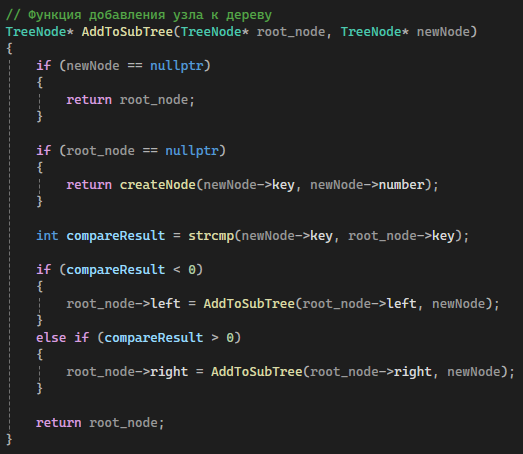 // Функция добавления узла к дереву
TreeNode* AddToSubTree(TreeNode* root_node, TreeNode* newNode)
{
    if (newNode == nullptr)
    {
        return root_node;
    }

    if (root_node == nullptr)
    {
        return createNode(newNode->key, newNode->number);
    }

    int compareResult = strcmp(newNode->key, root_node->key);

    if (compareResult < 0)
    {
        root_node->left = AddToSubTree(root_node->left, newNode);
    }
    else if (compareResult > 0)
    {
        root_node->right = AddToSubTree(root_node->right, newNode);
    }

    return root_node;
}